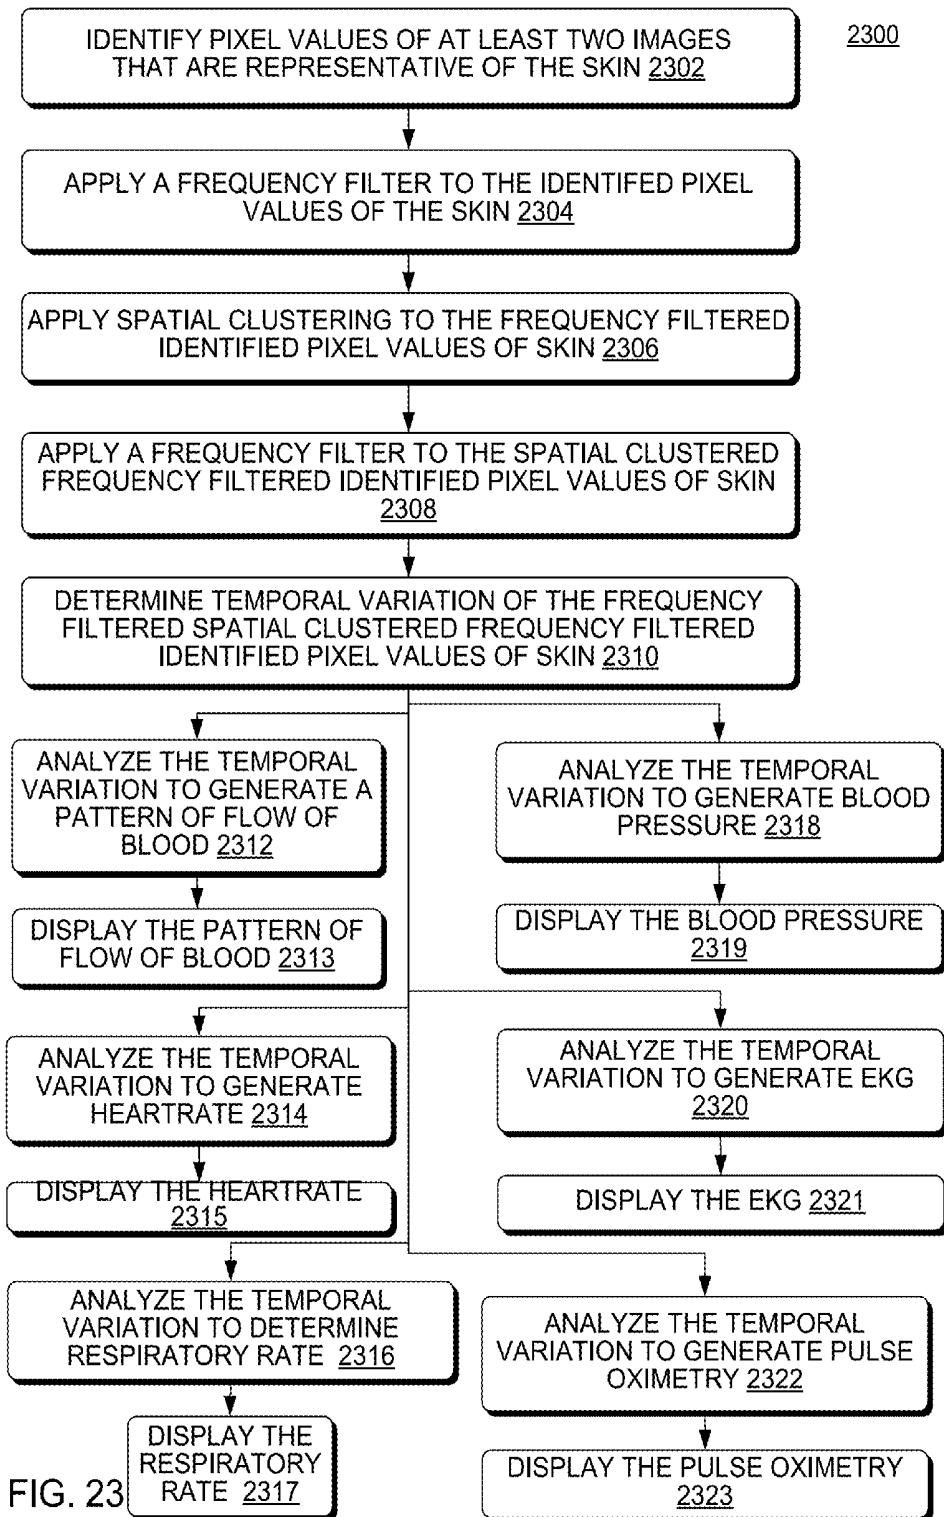 2300
IDENTIFY PIXEL VALUES OF AT LEAST TWO IMAGES
THAT ARE REPRESENTATIVE OF THE SKIN 2302
APPLY A FREQUENCY FILTER TO THE IDENTIFED PIXEL
VALUES OF THE SKIN 2304
APPLY SPATIAL CLUSTERING TO THE FREQUENCY FILTERED
IDENTIFIED PIXEL VALUES OF SKIN 2306
APPLY A FREQUENCY FILTER TO THE SPATIAL CLUSTERED
FREQUENCY FILTERED IDENTIFIED PIXEL VALUES OF SKIN
2308
DETERMINE TEMPORAL VARIATION OF THE FREQUENCY
FILTERED SPATIAL CLUSTERED FREQUENCY FILTERED
IDENTIFIED PIXEL VALUES OF SKIN 2310
ANALYZE THE TEMPORAL
VARIATION TO GENERATE A
PATTERN OF FLOW OF
BLOOD 2312
DISPLAY THE PATTERN OF
FLOW OF BLOOD 2313
ANALYZE THE TEMPORAL
VARIATION TO GENERATE BLOOD
PRESSURE 2318
DISPLAY THE BLOOD PRESSURE
2319
ANALYZE THE TEMPORAL
VARIATION TO GENERATE
HEARTRATE 2314
DISPLAY THE HEARTRATE
2315
ANALYZE THE TEMPORAL
VARIATION TO GENERATE EKG
2320
DISPLAY THE EKG 2321
ANALYZE THE TEMPORAL
VARIATION TO DETERMINE
RESPIRATORY RATE 2316
DISPLAY THE
RESPIRATORY
RATE 2317
ANALYZE THE TEMPORAL
VARIATION TO GENERATE PULSE
OXIMETRY 2322
DISPLAY THE PULSE OXIMETRY
2323
FIG. 23